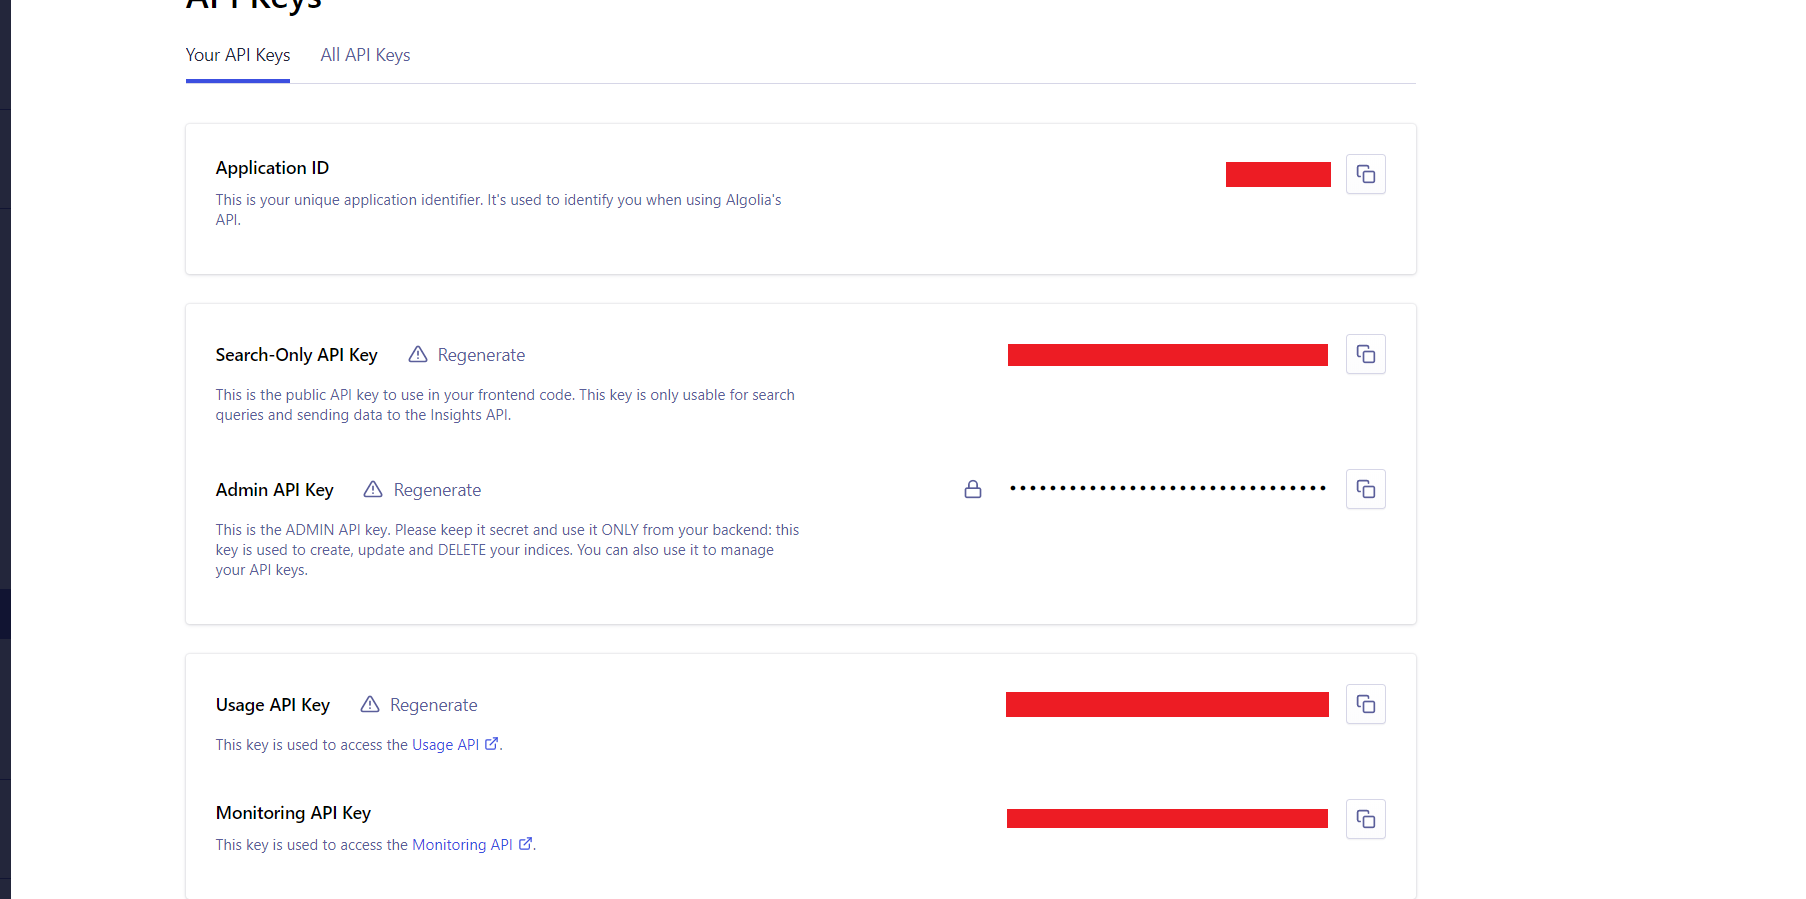 API Keys
Your API Keys
All API Keys
Application ID
This is your unique application identifier. It's used to identify you when using Algolia's
API.
Search-Only API Key
Regenerate
This is the public API key to use in your frontend code. This key is only usable for search
queries and sending data to the Insights API.
Admin API Key
Regenerate
••••••••••••••••••••••••••••••••
This is the ADMIN API key. Please keep it secret and use it ONLY from your backend: this
key is used to create, update and DELETE your indices. You can also use it to manage
your API keys.
Usage API Key
Regenerate
This key is used to access the Usage API.
Monitoring API Key
This key is used to access the Monitoring API.